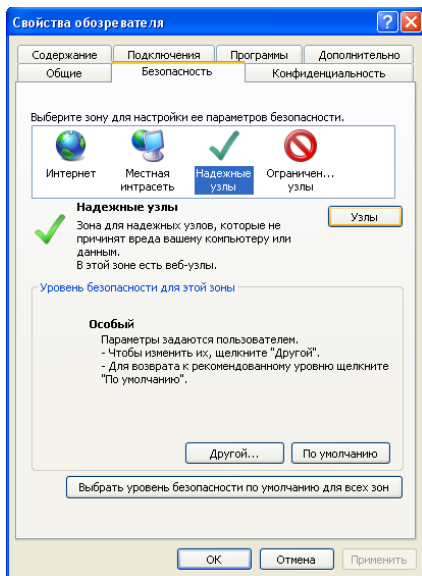 Свойства обозревателя
Содержание Подключения Программы Дополнительно
Общие Безопасность Конфиденциальность
Выберите зону для настройки ее параметров безопасности.
Интернет Местная интрасеть Надежные узлы Ограничен... узлы
Надежные узлы
Узлы
Зона для надежных узлов, которые не
причинят вреда вашему компьютеру или
данным.
В этой зоне есть веб-узлы.
Уровень безопасности для этой зоны
Особый
Параметры задаются пользователем.
- Чтобы изменить их, щелкните "Другой".
- Для возврата к рекомендованному уровню щелкните
"По умолчанию".
Другой... По умолчанию
Выбрать уровень безопасности по умолчанию для всех зон
ОК Отмена Применить